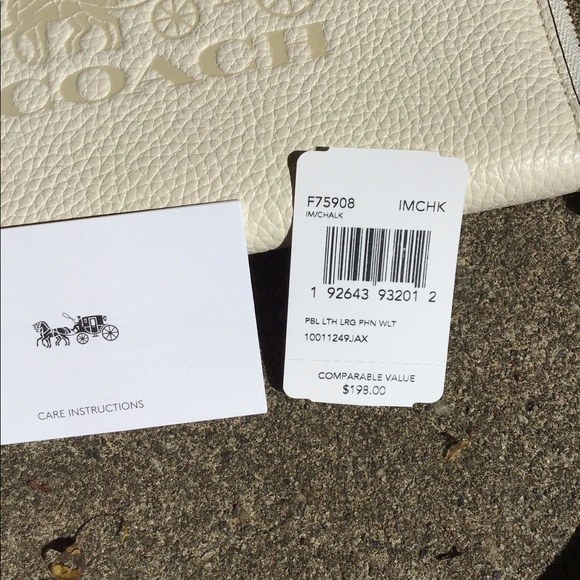 COACH
F75908 IMCHK
IM/CHALK
1 92643 93201 2
PBL LTH LRG PHN WLT
10011249JAX
COMPARABLE VALUE
$198.00
CARE INSTRUCTIONS